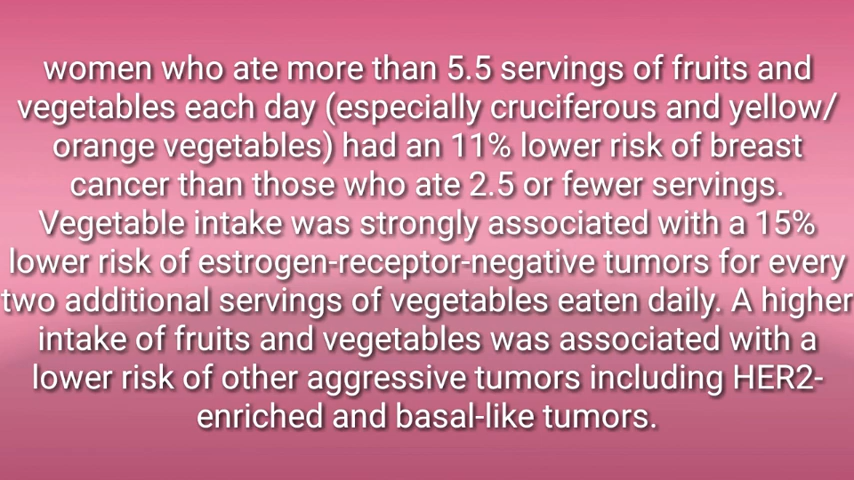 women who ate more than 5.5 servings of fruits and
vegetables each day (especially cruciferous and yellow/
orange vegetables) had an 11% lower risk of breast
cancer than those who ate 2.5 or fewer servings.
Vegetable intake was strongly associated with a 15%
lower risk of estrogen-receptor-negative tumors for every
two additional servings of vegetables eaten daily. A higher
intake of fruits and vegetables was associated with a
lower risk of other aggressive tumors including HER2-
enriched and basal-like tumors.